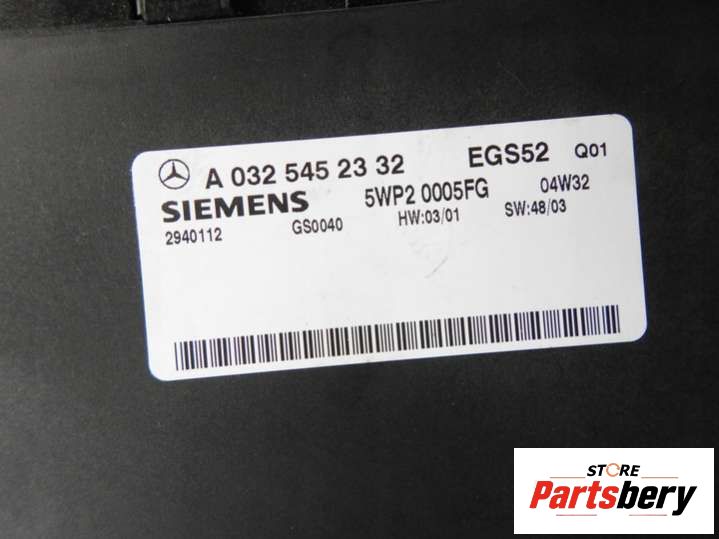 A 032 545 23 32 EGS52 Q01
SIEMENS 5WP2 0005FG 04W32
2940112 GS0040 HW:03/01 SW:48/03
STORE
Partsbery